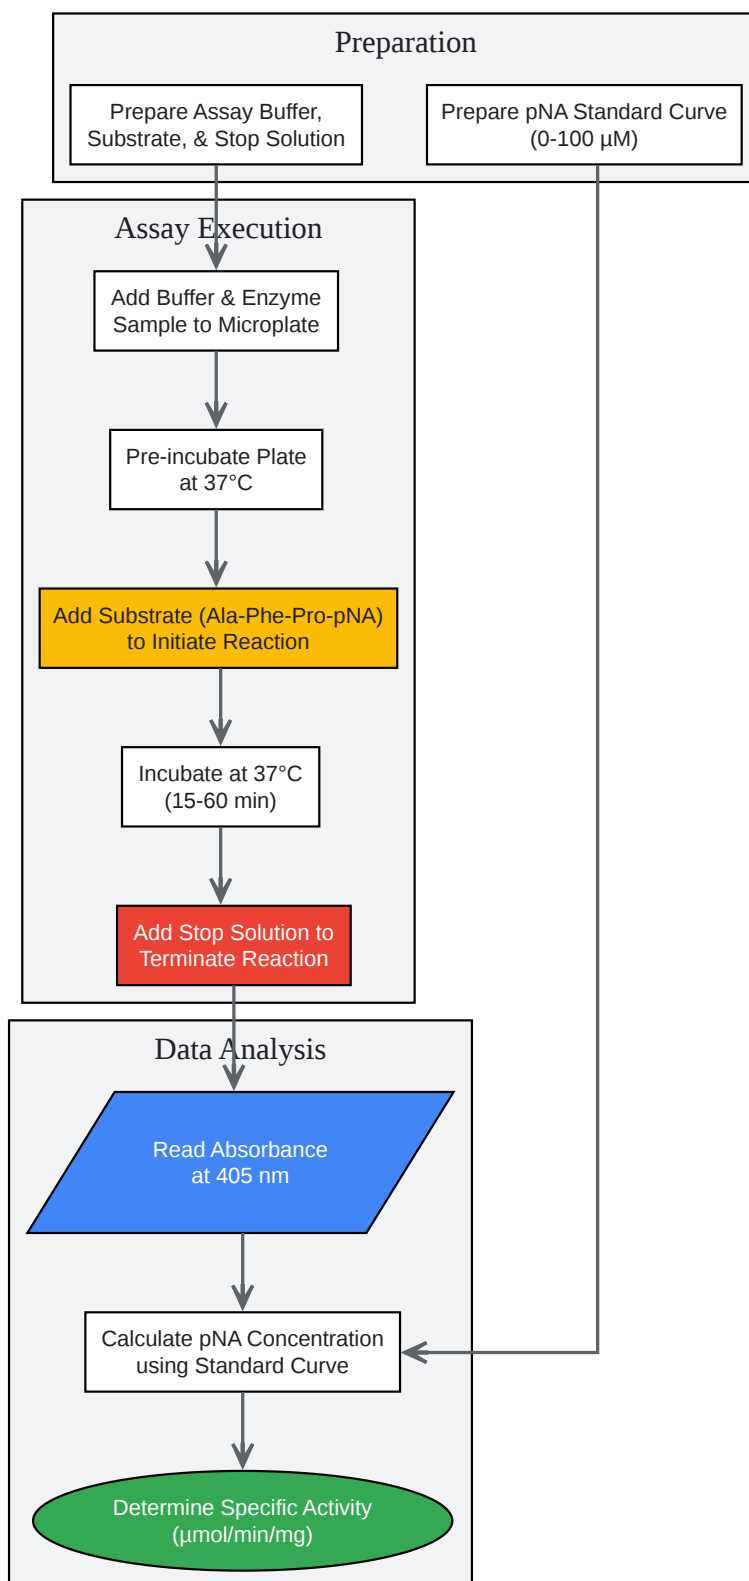 Preparation
Prepare Assay Buffer,
Substrate, & Stop Solution
Prepare pNA Standard Curve
(0-100 µM)
Assay Execution
Add Buffer & Enzyme
Sample to Microplate
Pre-incubate Plate
at 37°C
Add Substrate (Ala-Phe-Pro-pNA)
to Initiate Reaction
Incubate at 37°C
(15-60 min)
Add Stop Solution to
Terminate Reaction
Data Analysis
Read Absorbance
at 405 nm
Calculate pNA Concentration
using Standard Curve
Determine Specific Activity
(µmol/min/mg)